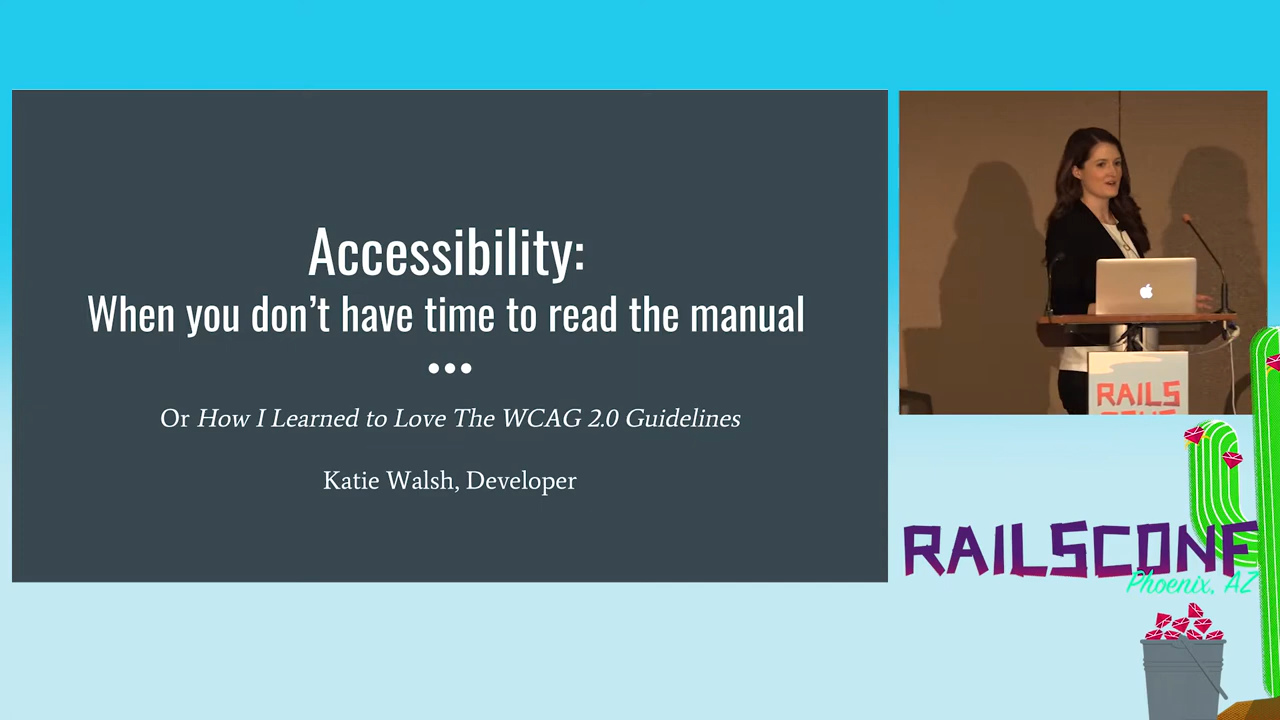 Accessibility:
When you don’t have time to read the manual
Or How I Learned to Love The WCAG 2.0 Guidelines
Katie Walsh, Developer
RAILS
CONF
RAILSCONF
Phoenix, AZ